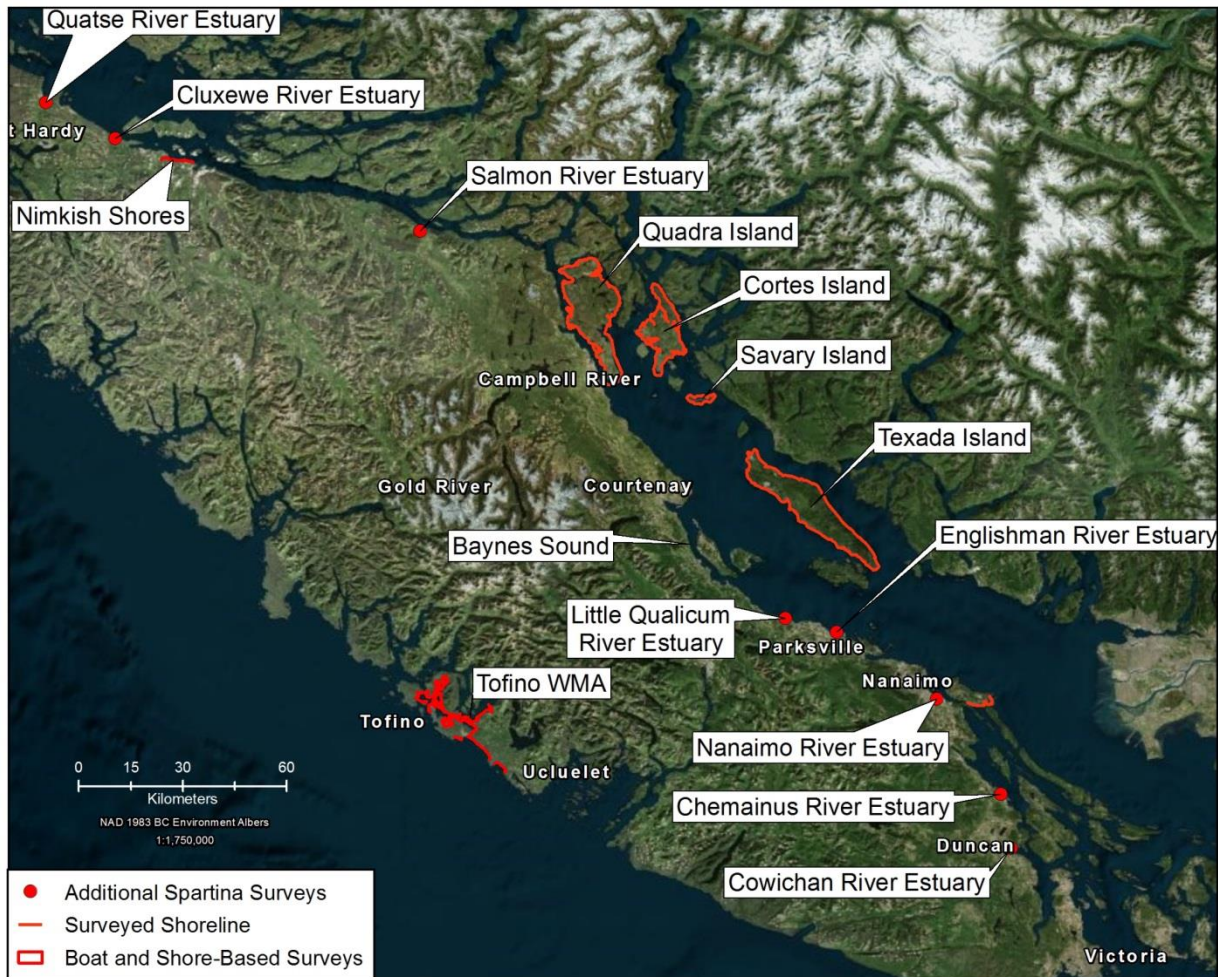 Quatse River Estuary
Cluxewe River Estuary
t Hardy
Nimkish Shores
Salmon River Estuary
Quadra Island
Cortes Island
Savary Island
Campbell River
Texada Island
Gold River
Courtenay
Baynes Sound
Englishman River Estuary
Little Qualicum
River Estuary
Parksville
Tofino WMA
Nanaimo
Tofino
Nanaimo River Estuary
Ucluelet
Chemainus River Estuary
Duncan
Cowichan River Estuary
Victoria
0 15 30 60
Kilometers
NAD 1983 BC Environment Albers
1:1,750,000
Additional Spartina Surveys
Surveyed Shoreline
Boat and Shore-Based Surveys